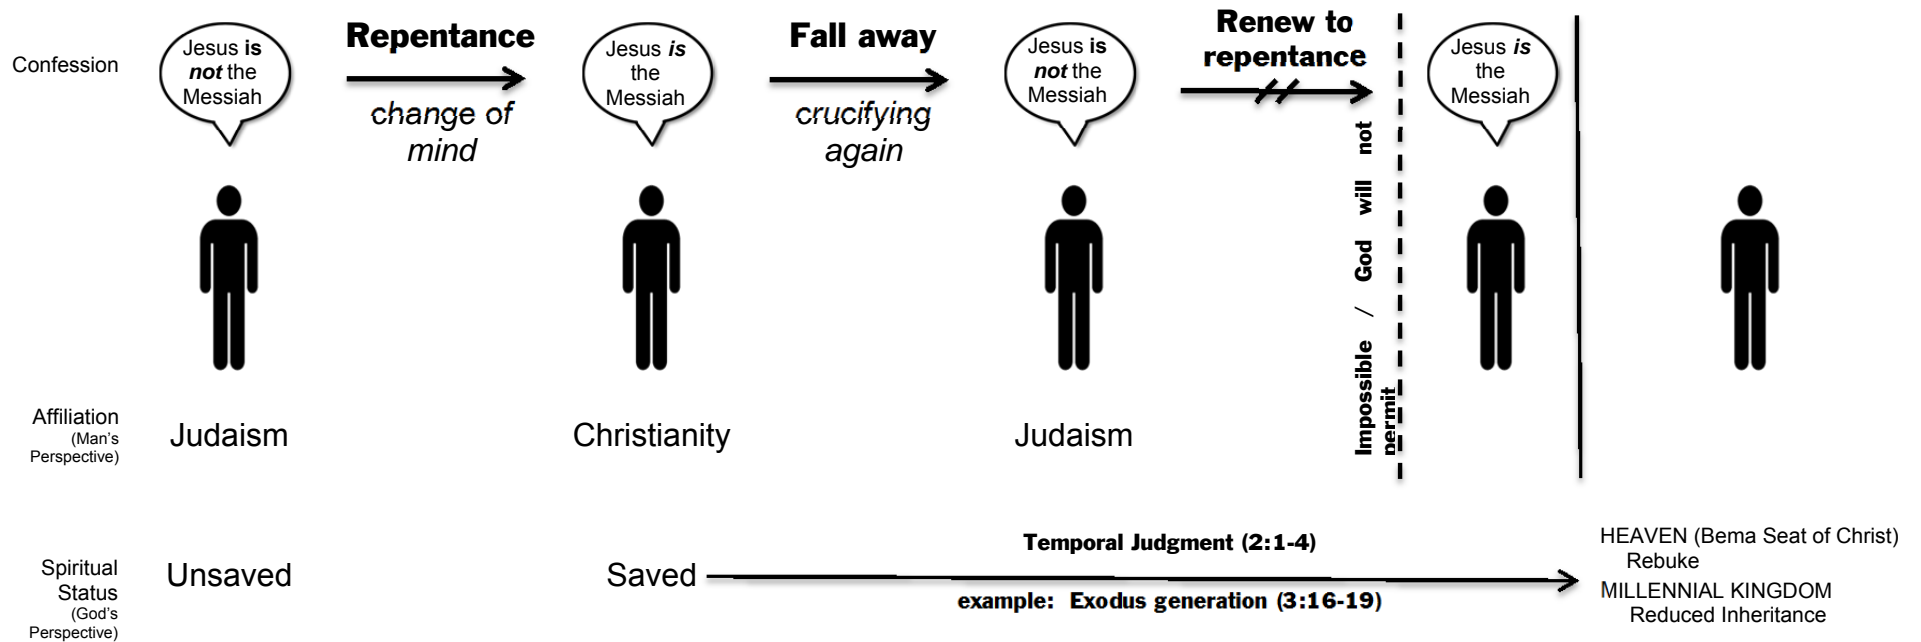 Confession
Jesus is
not the
Messiah
Repentance
change of
mind
Jesus is
the
Messiah
Fall away
crucifying
again
Jesus is
not the
Messiah
Renew to
repentance
Impossible / God will not
permit
Jesus is
the
Messiah
Affiliation
(Man's
Perspective)
Judaism
Christianity
Judaism
Spiritual
Status
(God's
Perspective)
Unsaved
Saved
Temporal Judgment (2:1-4)
example: Exodus generation (3:16-19)
HEAVEN (Bema Seat of Christ)
Rebuke
MILLENNIAL KINGDOM
Reduced Inheritance